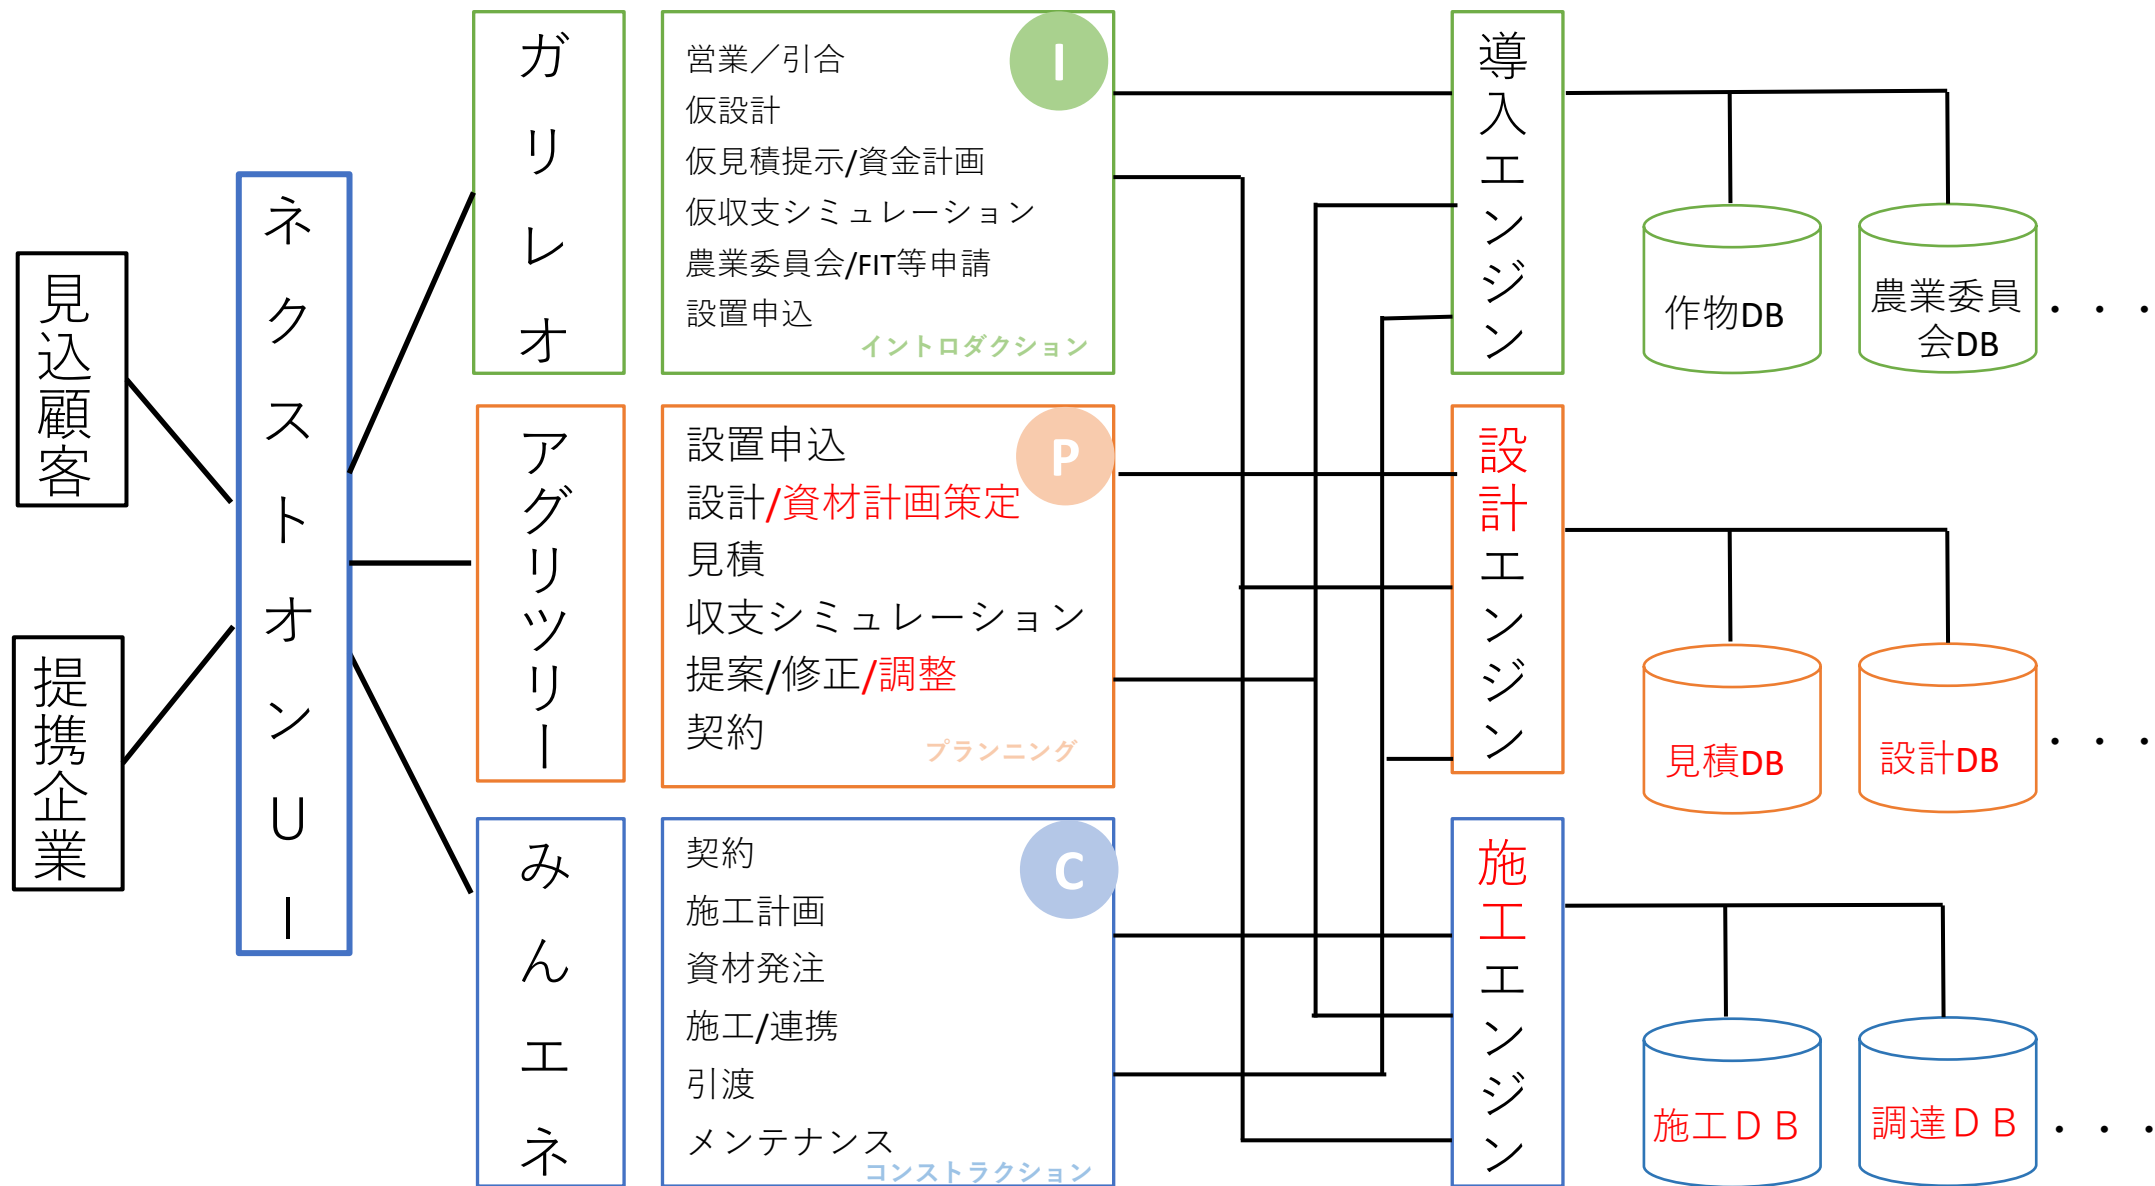 見込顧客
提携企業
ネクストオンUI
ガリレオ
営業／引合
仮設計
仮見積提示/資金計画
仮収支シミュレーション
農業委員会/FIT等申請
設置申込
I
イントロダクション
導入エンジン
作物DB
農業委員
会DB
・・・
アグリツリー
設置申込
設計/資材計画策定
見積
収支シミュレーション
提案/修正/調整
契約
P
プランニング
設計エンジン
見積DB
設計DB
・・・
みんエネ
契約
施工計画
資材発注
施工/連携
引渡
メンテナンス
C
コンストラクション
施工エンジン
施工ＤＢ
調達ＤＢ
・・・